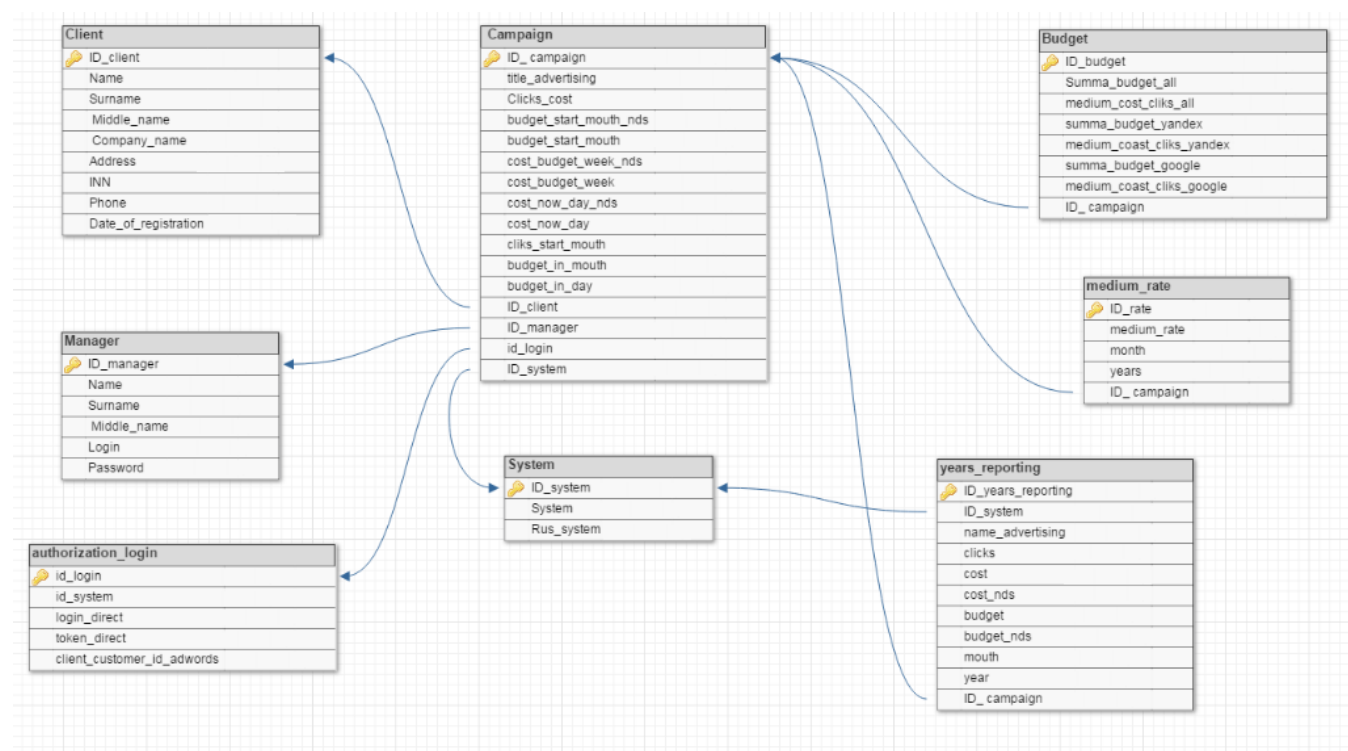 Client
ID_client
Name
Surname
Middle_name
Company_name
Address
INN
Phone
Date_of_registration
Campaign
ID_ campaign
title_advertising
Clicks_cost
budget_start_mouth_nds
budget_start_mouth
cost_budget_week_nds
cost_budget_week
cost_now_day_nds
cost_now_day
cliks_start_mouth
budget_in_mouth
budget_in_day
ID_client
ID_manager
id_login
ID_system
Budget
ID_budget
Summa_budget_all
medium_cost_cliks_all
summa_budget_yandex
medium_coast_cliks_yandex
summa_budget_google
medium_coast_cliks_google
ID_ campaign
medium_rate
ID_rate
medium_rate
month
years
ID_ campaign
Manager
ID_manager
Name
Surname
Middle_name
Login
Password
System
ID_system
System
Rus_system
years_reporting
ID_years_reporting
ID_system
name_advertising
clicks
cost
cost_nds
budget
budget_nds
mouth
year
ID_ campaign
authorization_login
id_login
id_system
login_direct
token_direct
client_customer_id_adwords